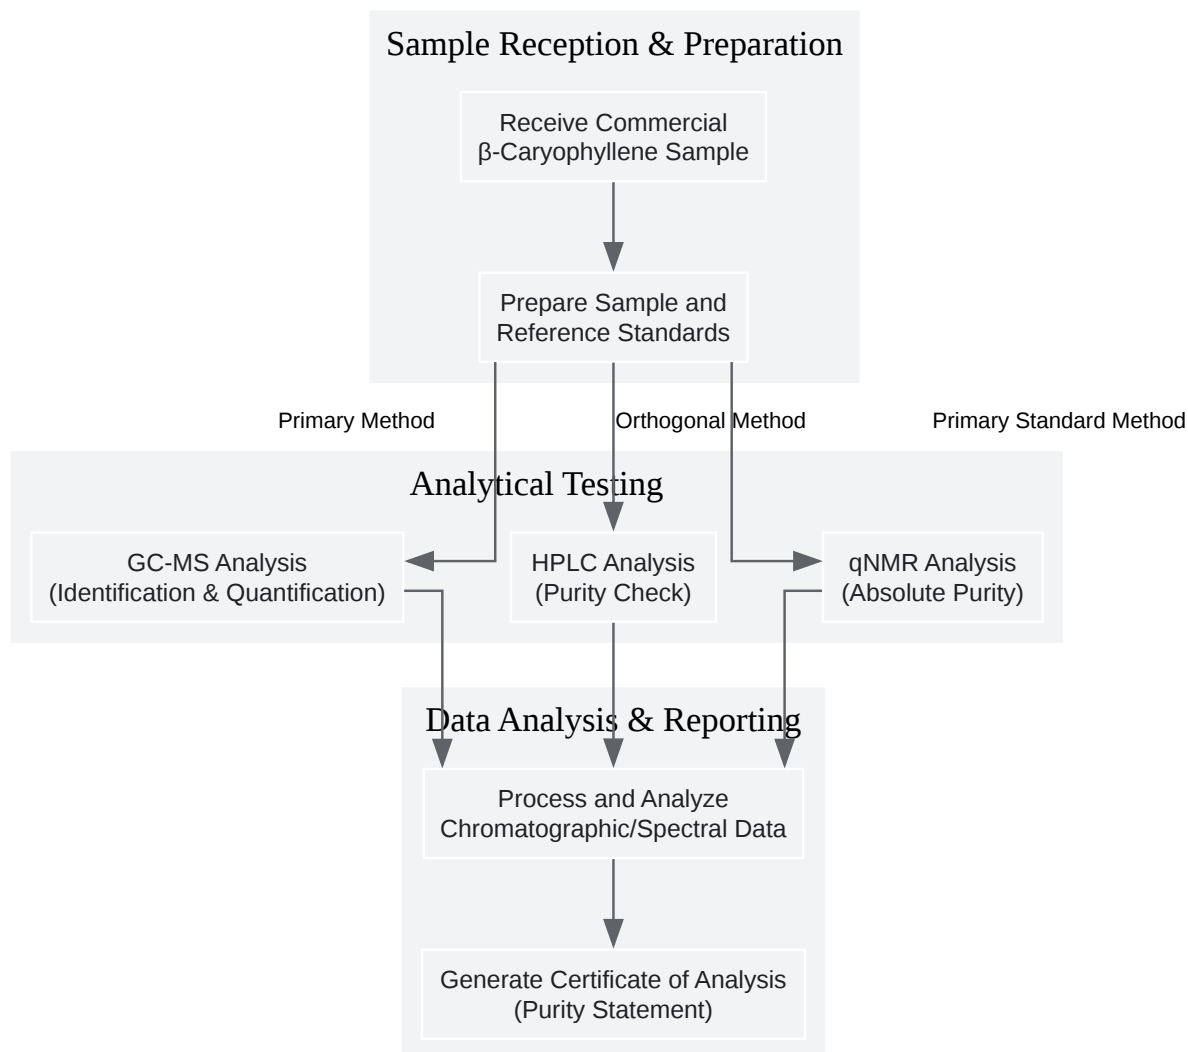 Sample Reception & Preparation
Receive Commercial
β-Caryophyllene Sample
Prepare Sample and
Reference Standards
Primary Method
Orthogonal Method
Primary Standard Method
Analytical Testing
GC-MS Analysis
(Identification & Quantification)
HPLC Analysis
(Purity Check)
qNMR Analysis
(Absolute Purity)
Data Analysis & Reporting
Process and Analyze
Chromatographic/Spectral Data
Generate Certificate of Analysis
(Purity Statement)